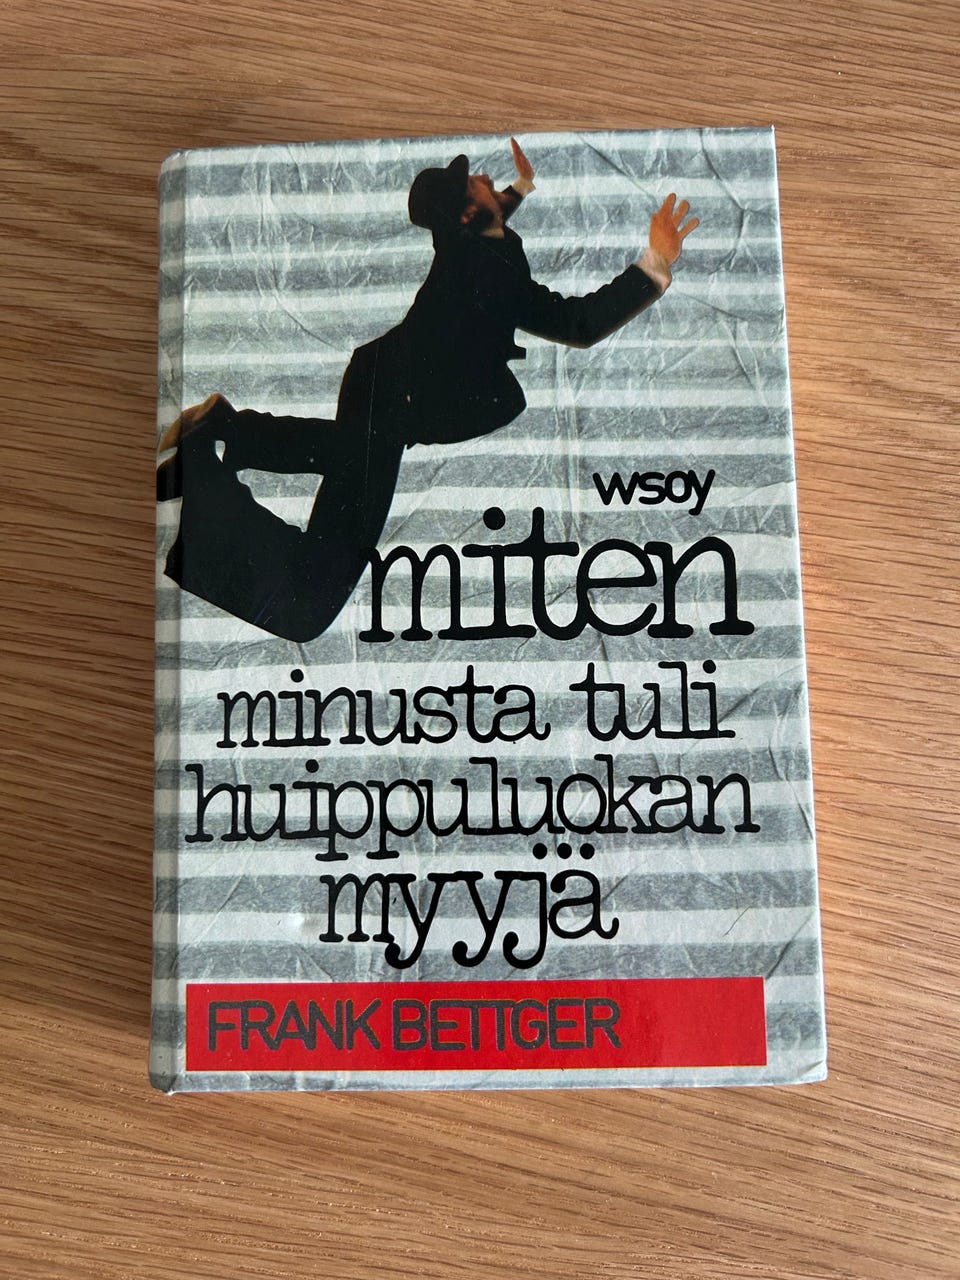 wsoy
miten
minusta tuli
huippuluokan
myyjä
FRANK BETTGER